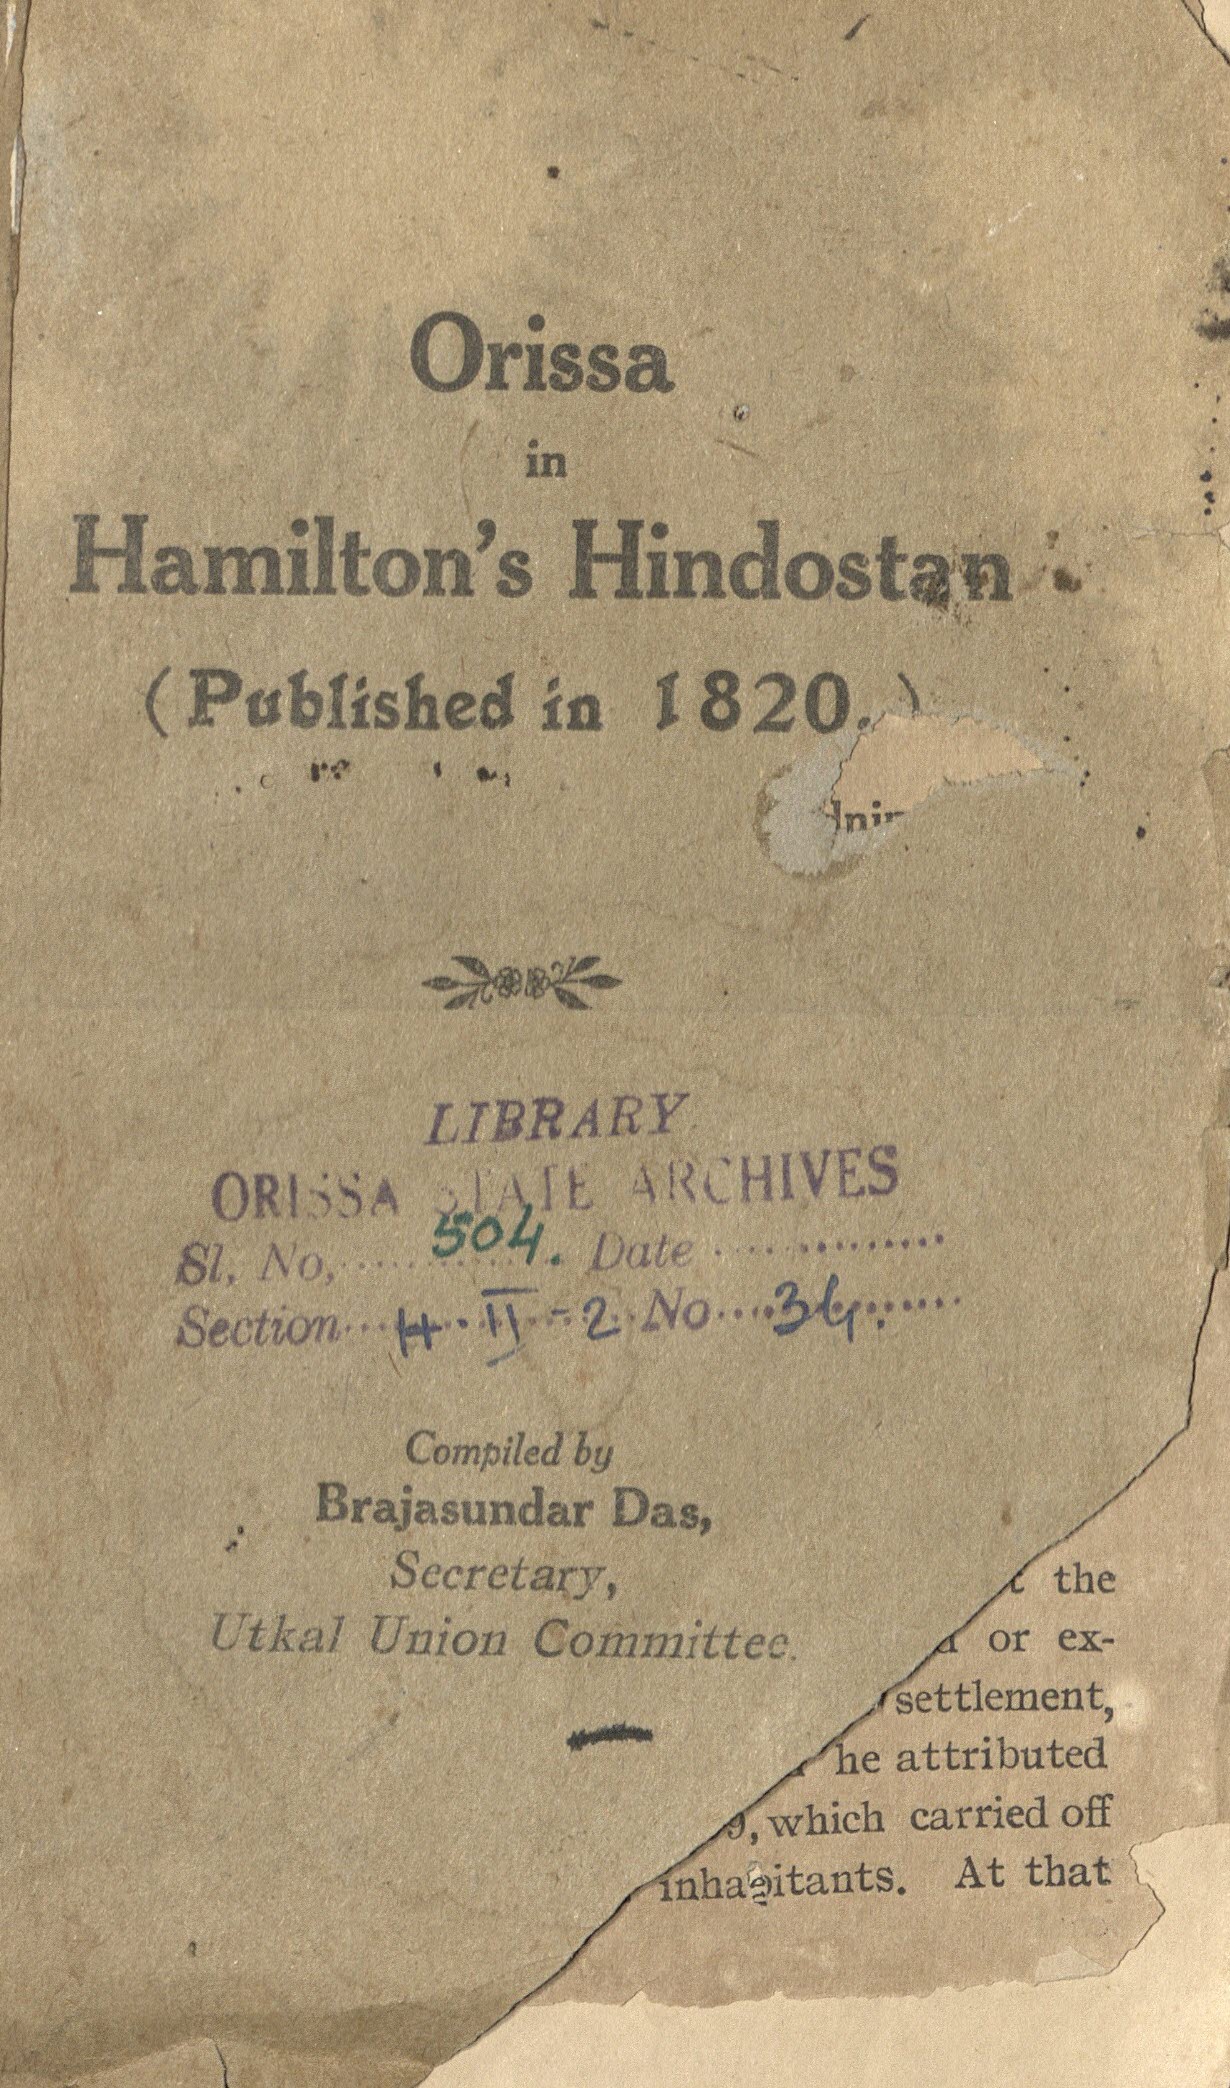 Orissa
in
Hamilton's Hindostan
(Published in 1820.)
LIBRARY
ORISSA STATE ARCHIVES
Sl. No, 504. Date
Section H-II-2 No 34.
Compiled by
Brajasundar Das,
Secretary,
Utkal Union Committee.
the
or ex-
settlement,
he attributed
9, which carried off
inhabitants. At that